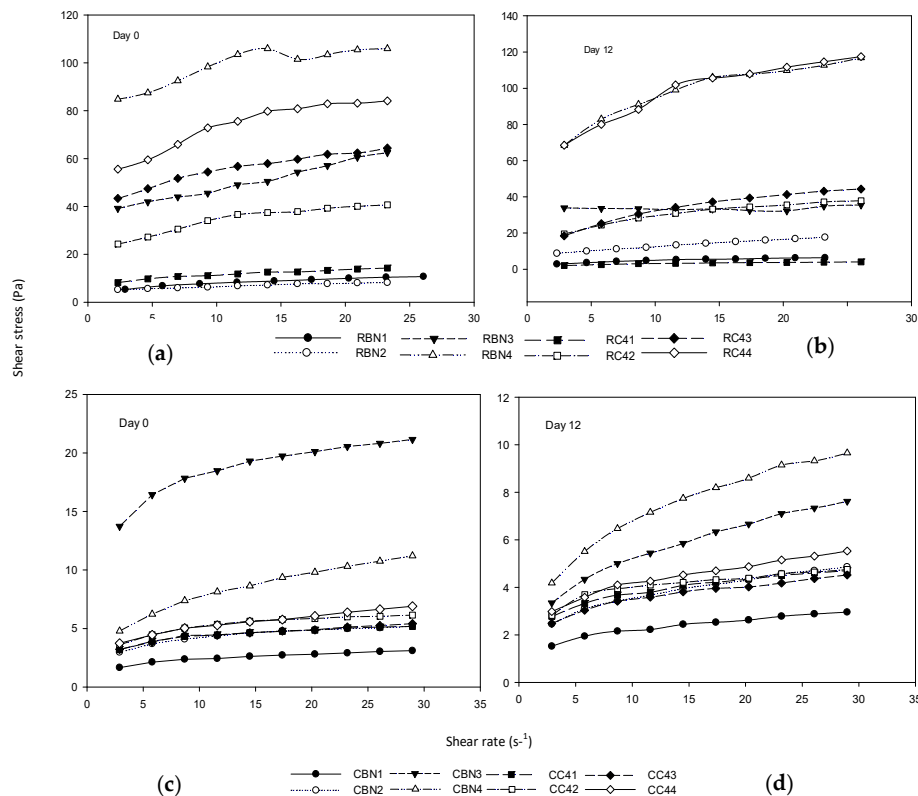 120
100
80
60
40
20
0
Day 0
0 5 10 15 20 25 30
140
120
100
80
60
40
20
0
Day 12
0 5 10 15 20 25 30
Shear stress (Pa)
(a)
RBN1 RBN3 RC41 RC43
RBN2 RBN4 RC42 RC44
(b)
25
20
15
10
5
0
Day 0
0 5 10 15 20 25 30 35
12
10
8
6
4
2
0
Day 12
0 5 10 15 20 25 30 35
Shear rate (s-1)
(c)
CBN1 CBN3 CC41 CC43
CBN2 CBN4 CC42 CC44
(d)